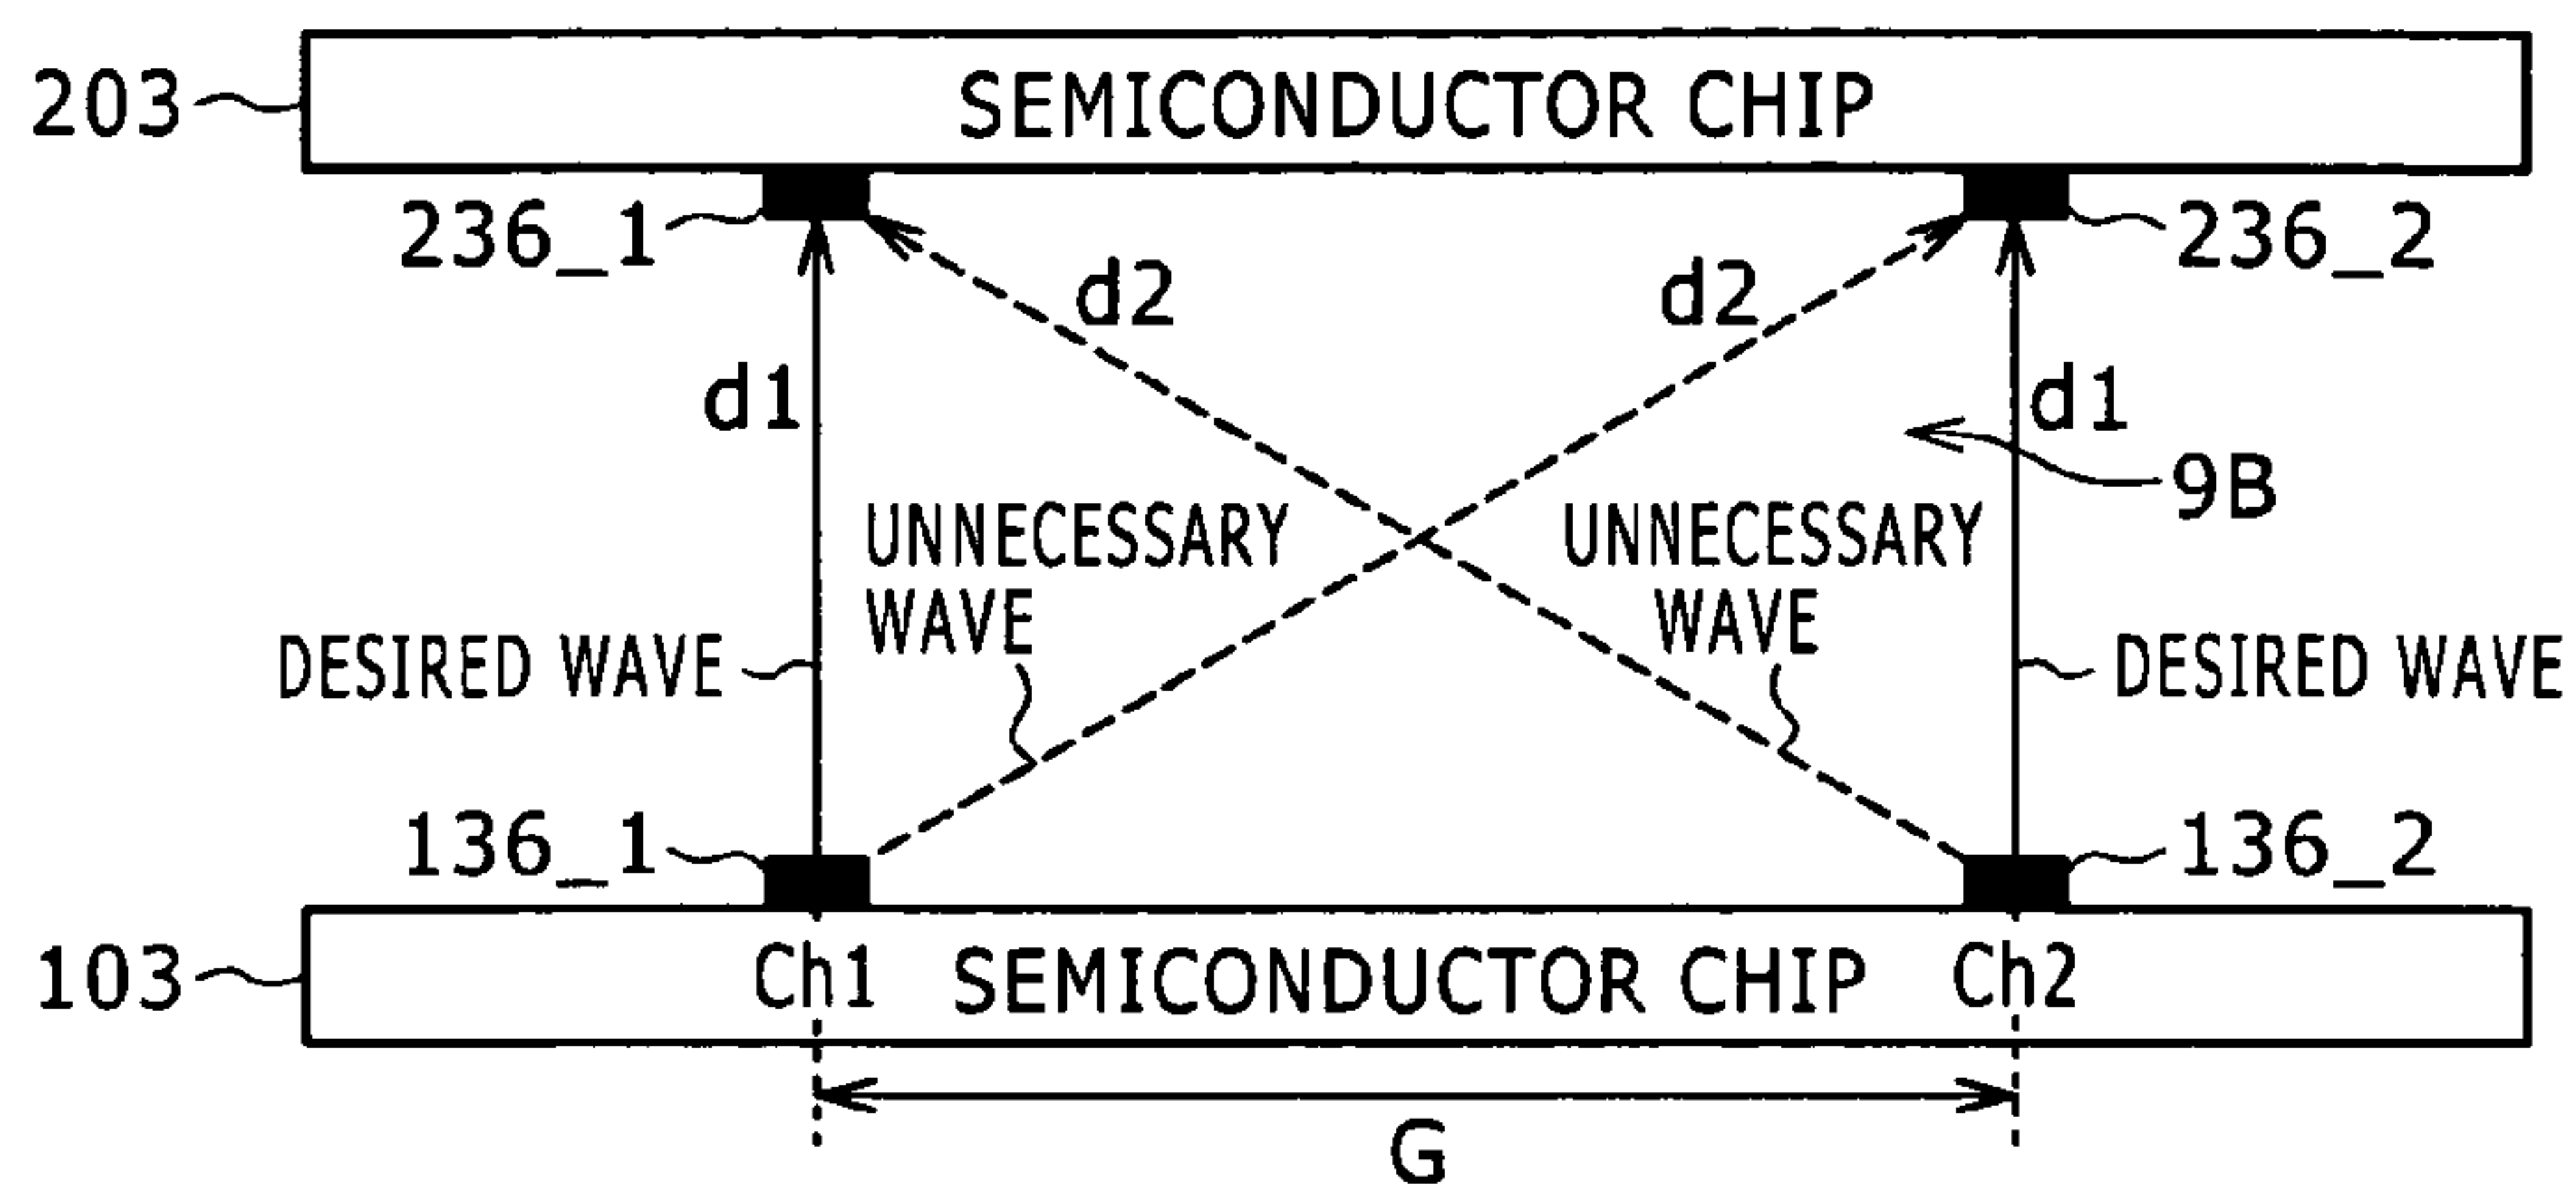 203
SEMICONDUCTOR CHIP
236_1
236_2
d2
d2
d1
d1
9B
UNNECESSARY
WAVE
UNNECESSARY
WAVE
DESIRED WAVE
DESIRED WAVE
136_1
136_2
103
Ch1
SEMICONDUCTOR CHIP
Ch2
G